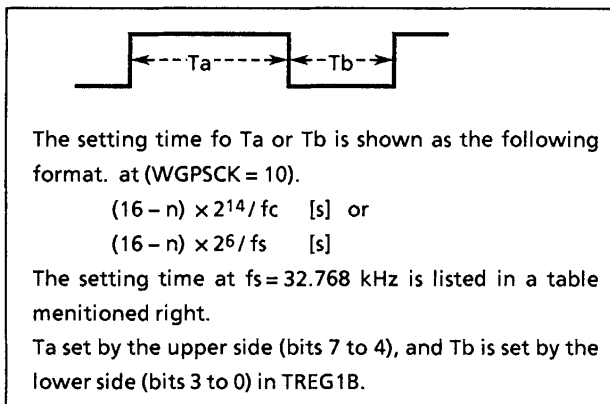 Ta Tb
The setting time fo Ta or Tb is shown as the following
format. at (WGPSCK = 10).
(16 – n) × 2¹⁴ / fc [s] or
(16 – n) × 2⁶ / fs [s]
The setting time at fs = 32.768 kHz is listed in a table
menitioned right.
Ta set by the upper side (bits 7 to 4), and Tb is set by the
lower side (bits 3 to 0) in TREG1B.